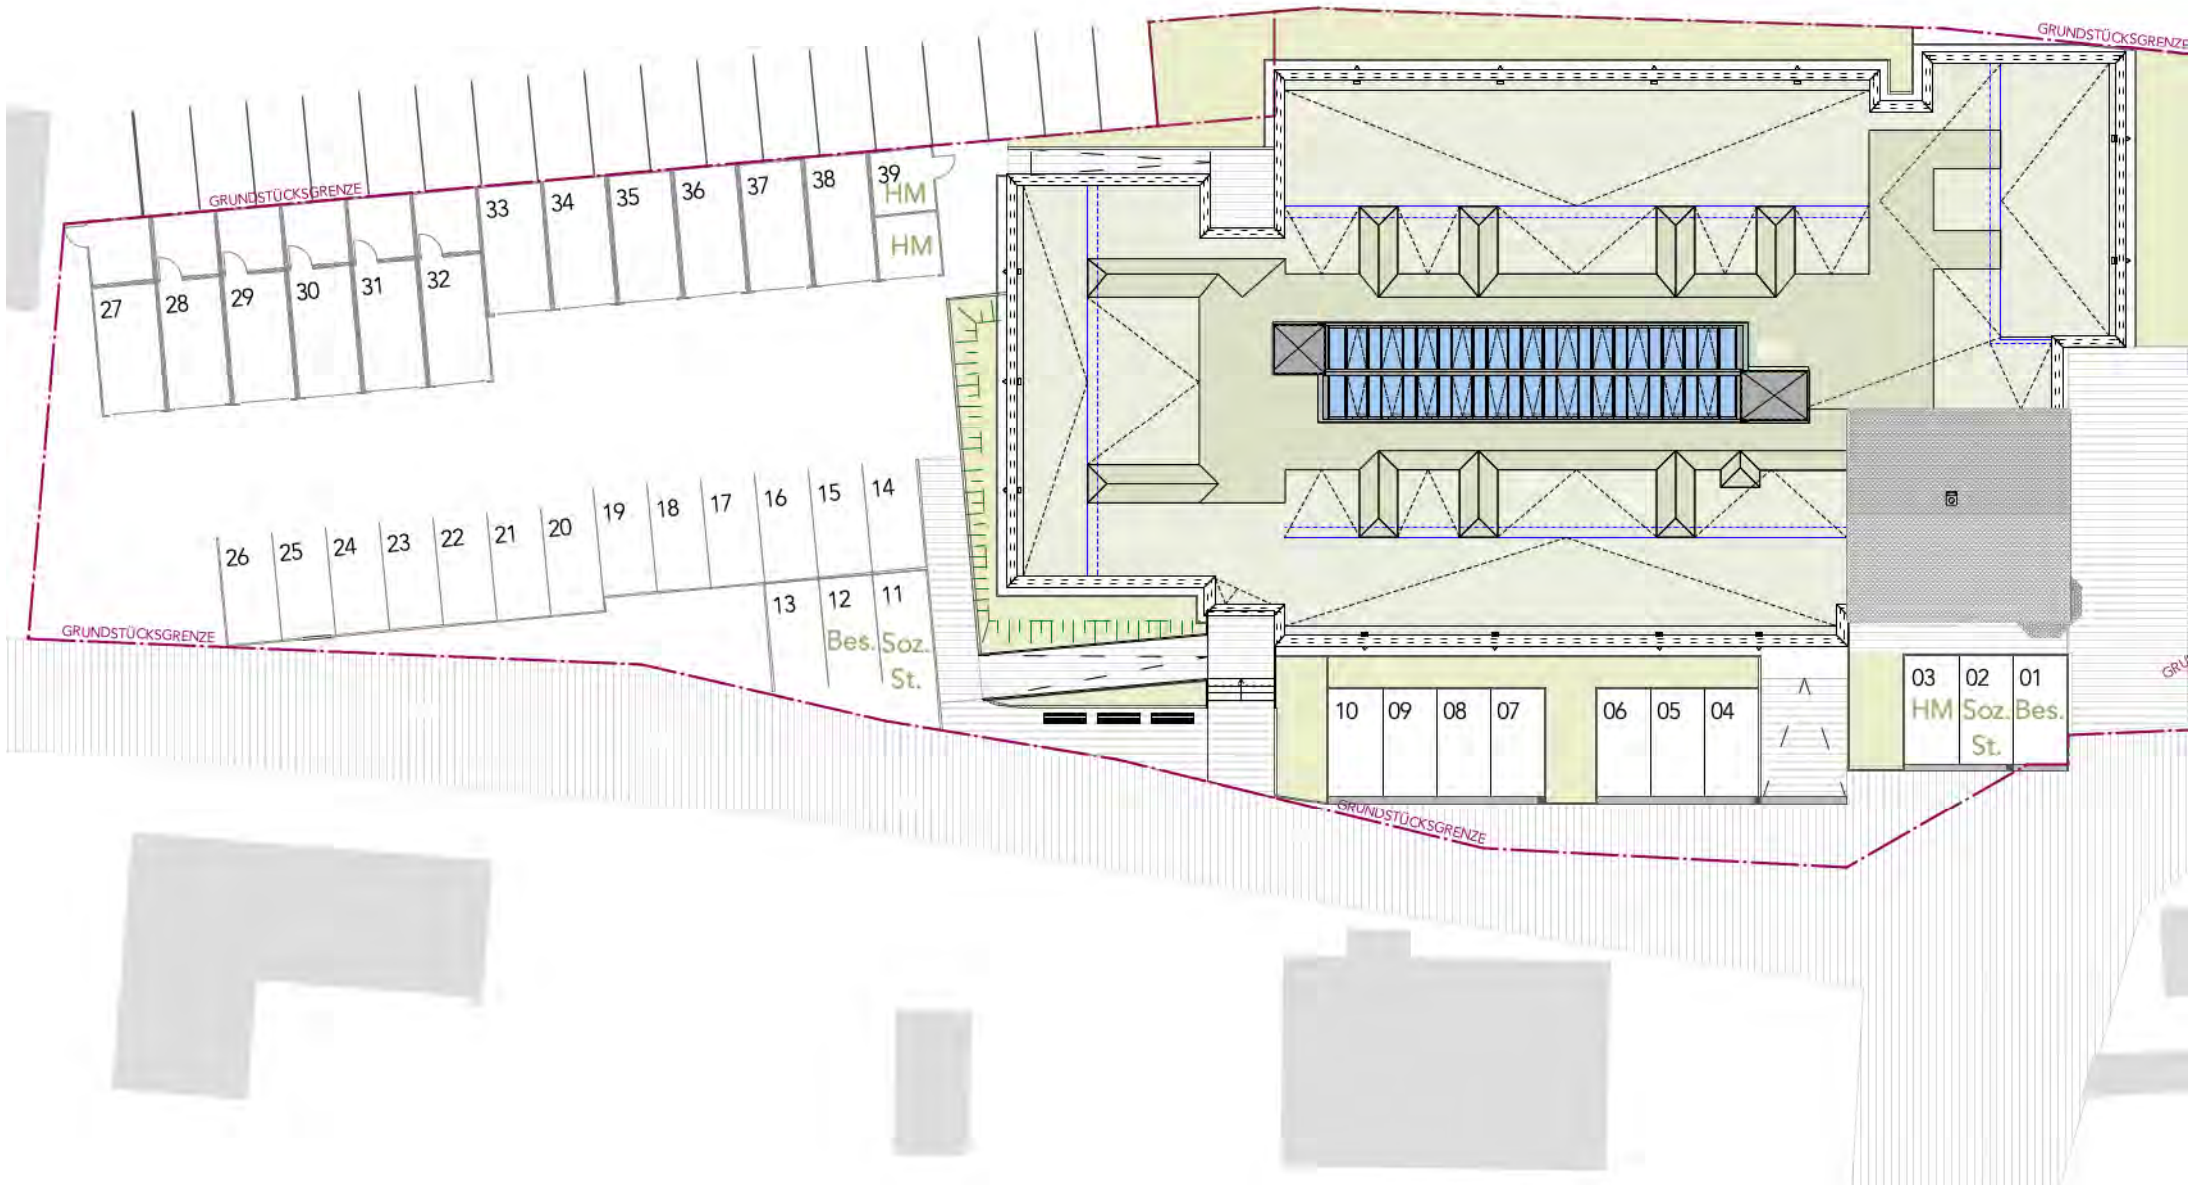 GRUNDSTÜCKSGRENZE
GRUNDSTÜCKSGRENZE
33 34 35 36 37 38 39
HM
HM
27 28 29 30 31 32
26 25 24 23 22 21 20 19 18 17 16 15 14
13 12 11
Bes. Soz.
St.
GRUNDSTÜCKSGRENZE
10 09 08 07 06 05 04
03 02 01
HM Soz. Bes.
St.
GRUNDSTÜCKSGRENZE
GRU